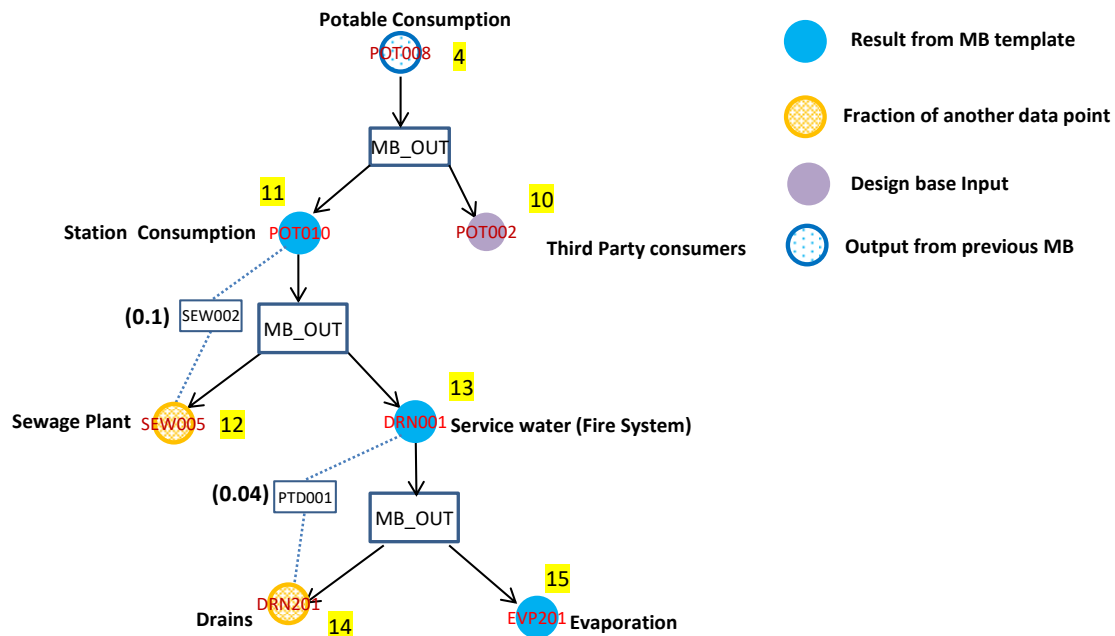 Potable Consumption
POT008
4
Result from MB template
Fraction of another data point
MB_OUT
Design base Input
11
10
Station Consumption
POT010
POT002
Third Party consumers
Output from previous MB
(0.1)
SEW002
MB_OUT
13
Sewage Plant
SEW005
12
DRN001
Service water (Fire System)
(0.04)
PTD001
MB_OUT
15
DRN201
Drains
14
EVP201
Evaporation